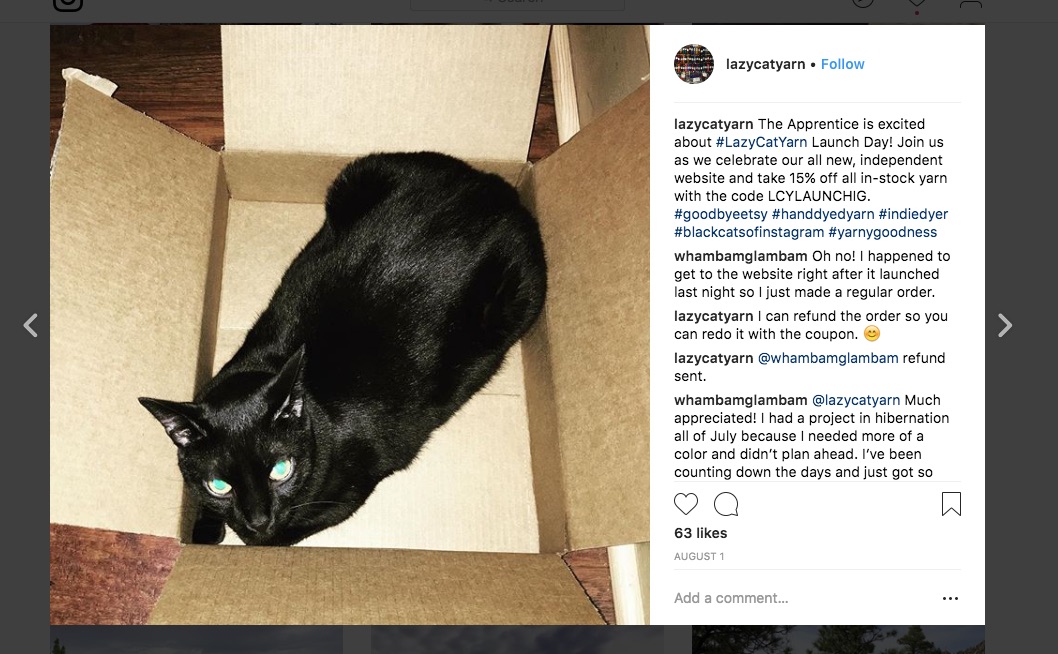 Search
lazycatyarn • Follow
lazycatyarn The Apprentice is excited
about #LazyCatYarn Launch Day! Join us
as we celebrate our all new, independent
website and take 15% off all in-stock yarn
with the code LCYLAUNCHIG.
#goodbyeetsy #handdyedyarn #indiedyer
#blackcatsofinstagram #yarnygoodness
whambamglambam Oh no! I happened to
get to the website right after it launched
last night so I just made a regular order.
lazycatyarn I can refund the order so you
can redo it with the coupon. 😊
lazycatyarn @whambamglambam refund
sent.
whambamglambam @lazycatyarn Much
appreciated! I had a project in hibernation
all of July because I needed more of a
color and didn’t plan ahead. I’ve been
counting down the days and just got so
63 likes
AUGUST 1
Add a comment...